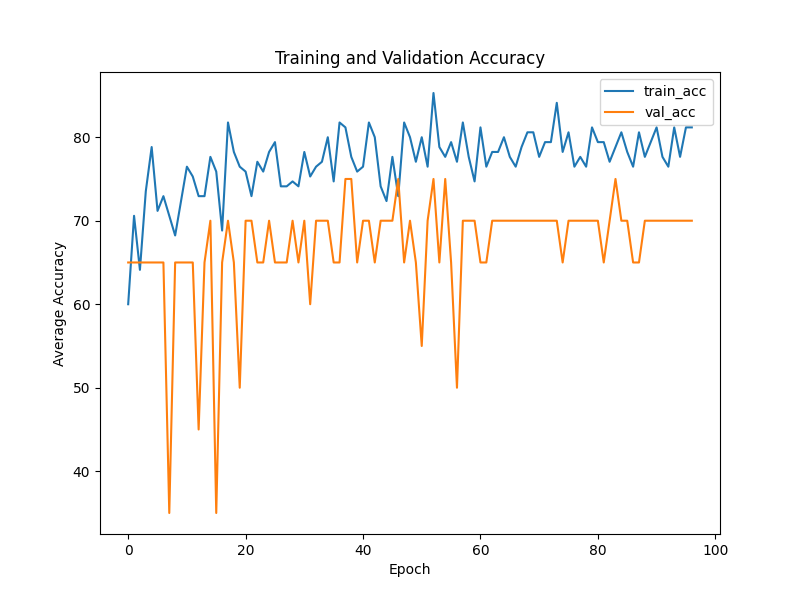 Training and Validation Accuracy
train_acc
val_acc
80
70
60
50
40
Average Accuracy
0
20
40
60
80
100
Epoch